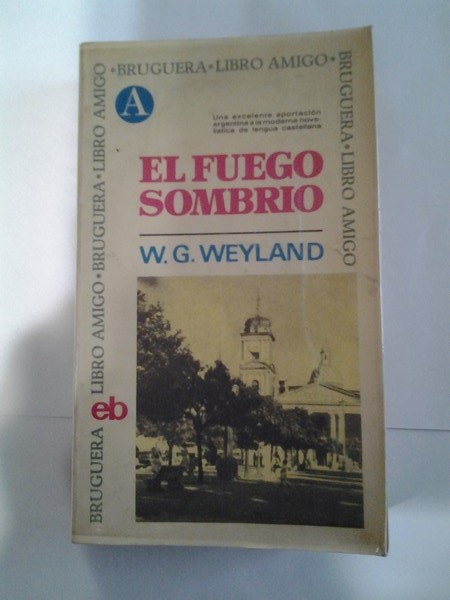 BRUGUERA • LIBRO AMIGO • BRUGUERA • LIBRO AMIGO • BRUGUERA • LIBRO AMIGO •
BRUGUERA • LIBRO AMIGO
A
Una excelente aportación
argentina a la moderna nove-
lística de lengua castellana
EL FUEGO
SOMBRIO
W. G. WEYLAND
eb